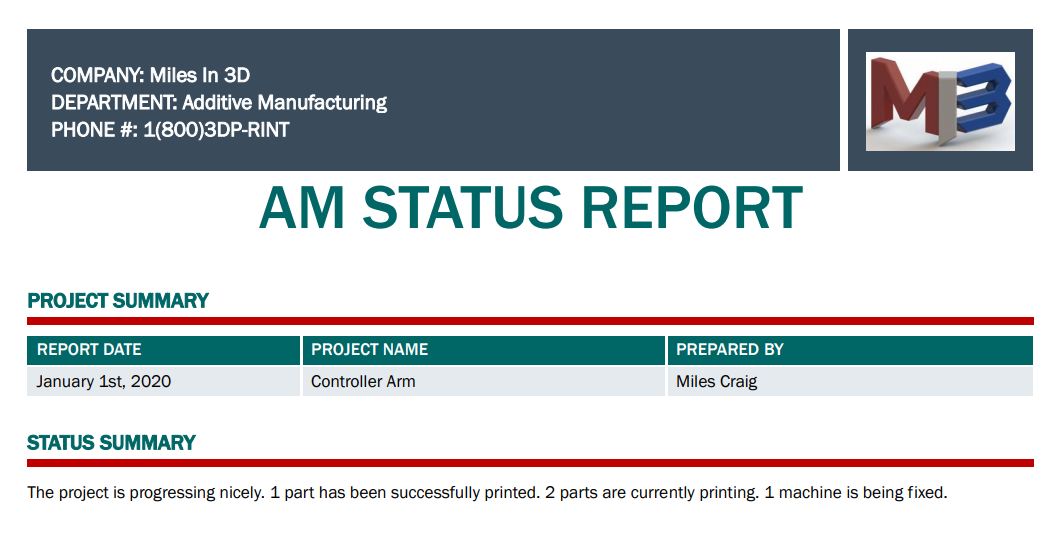 COMPANY: Miles In 3D
DEPARTMENT: Additive Manufacturing
PHONE #: 1(800)3DP-RINT
MI3
AM STATUS REPORT
PROJECT SUMMARY
REPORT DATE PROJECT NAME PREPARED BY
January 1st, 2020 Controller Arm Miles Craig
STATUS SUMMARY
The project is progressing nicely. 1 part has been successfully printed. 2 parts are currently printing. 1 machine is being fixed.